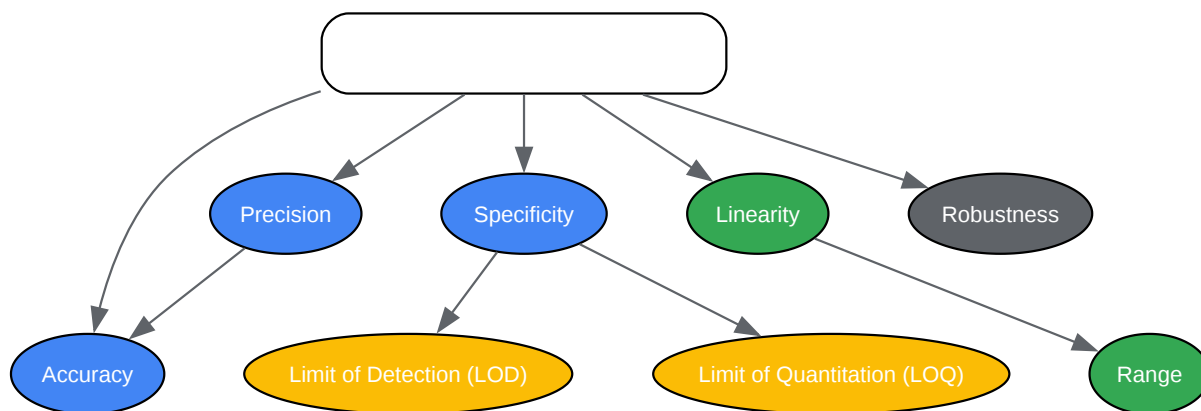 Precision
Specificity
Linearity
Robustness
Accuracy
Limit of Detection (LOD)
Limit of Quantitation (LOQ)
Range